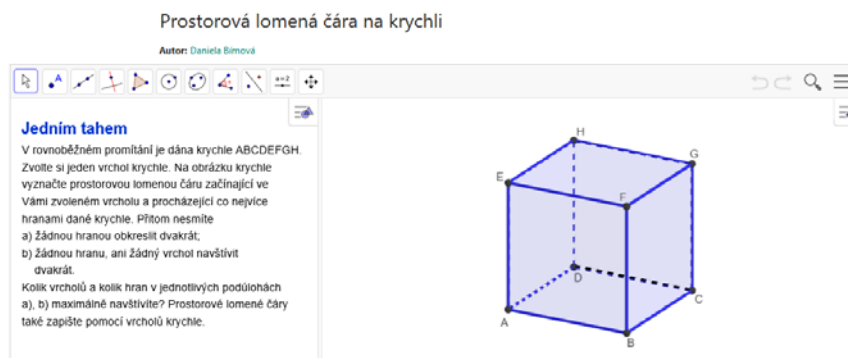 Prostorová lomená čára na krychli
Autor: Daniela Bímová
a=2
Jedním tahem
V rovnoběžném promítání je dána krychle ABCDEFGH.
Zvolte si jeden vrchol krychle. Na obrázku krychle
vyznačte prostorovou lomenou čáru začínající ve
Vámi zvoleném vrcholu a procházející co nejvíce
hranami dané krychle. Přitom nesmíte
a) žádnou hranou obkreslit dvakrát;
b) žádnou hranu, ani žádný vrchol navštívit
dvakrát.
Kolik vrcholů a kolik hran v jednotlivých podúlohách
a), b) maximálně navštívíte? Prostorové lomené čáry
také zapište pomocí vrcholů krychle.
H
G
E
F
D
C
A
B